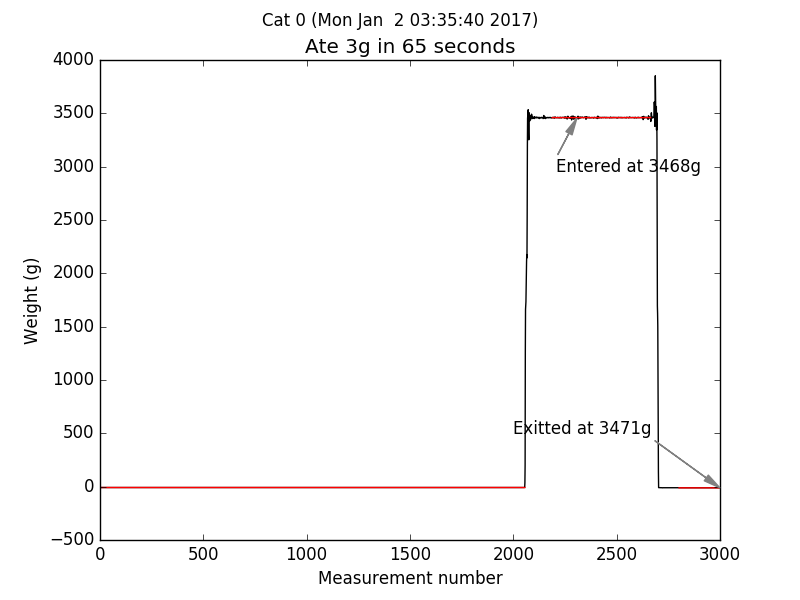 Cat 0 (Mon Jan  2 03:35:40 2017)
Ate 3g in 65 seconds
4000
3500
3000
2500
2000
1500
1000
500
0
−500
Weight (g)
Entered at 3468g
Exitted at 3471g
0
500
1000
1500
2000
2500
3000
Measurement number